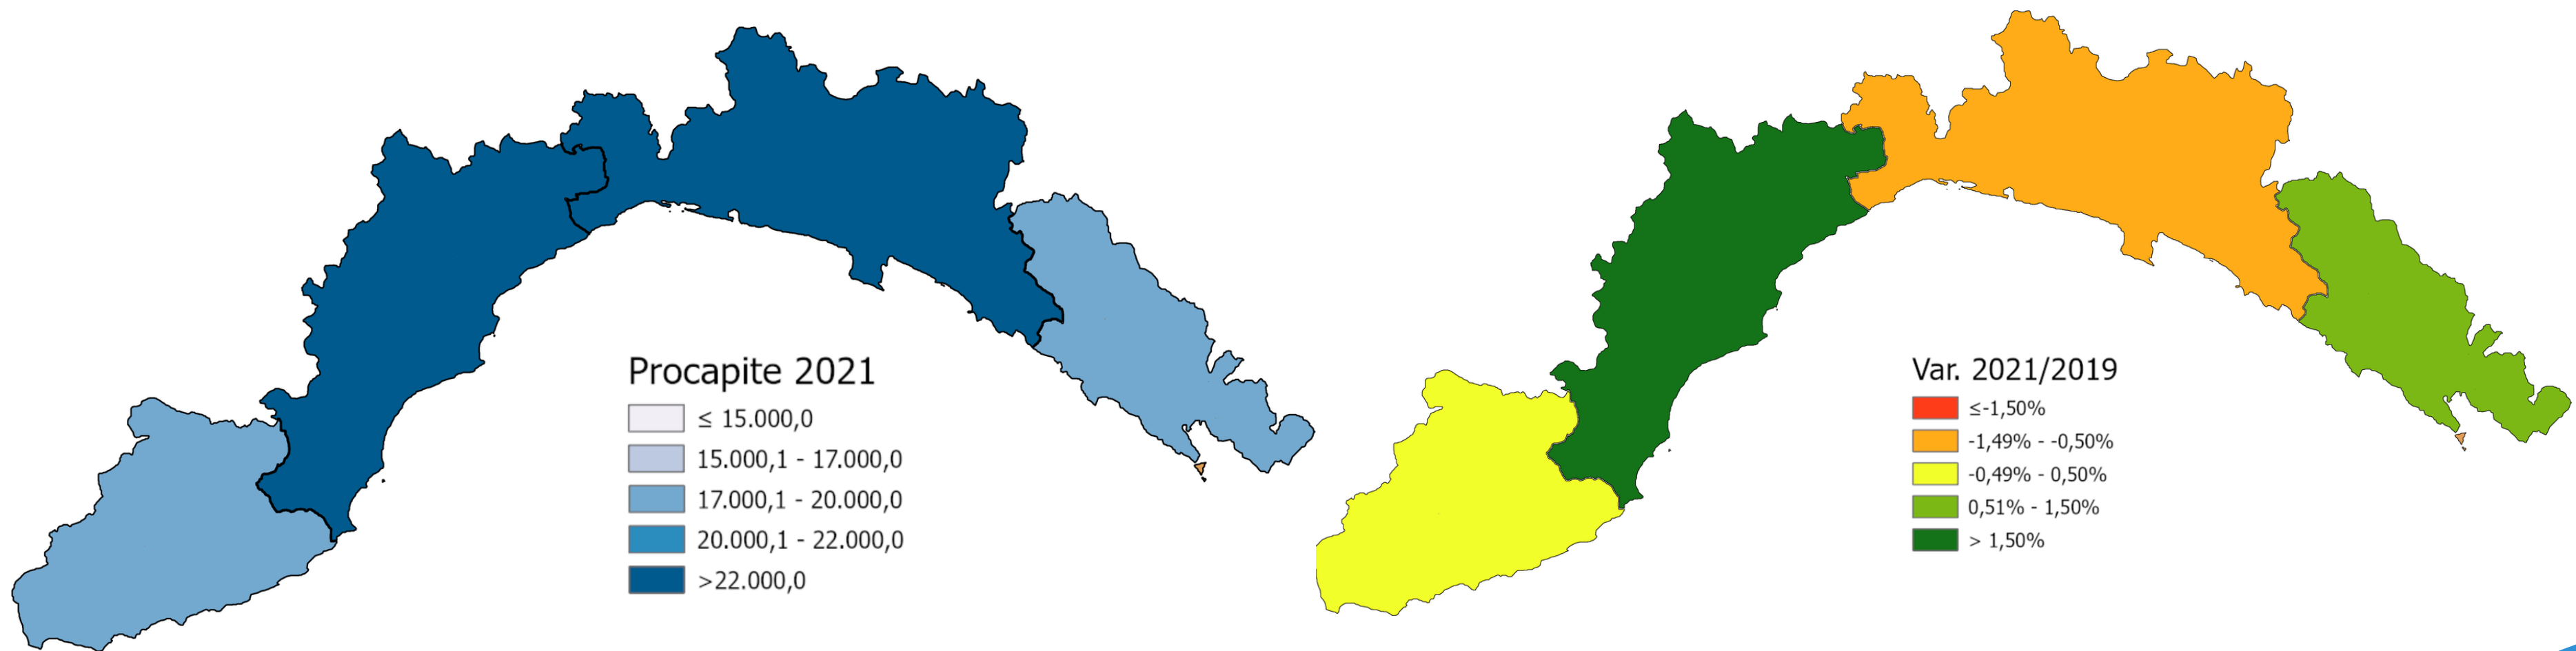 Procapite 2021
≤ 15.000,0
15.000,1 - 17.000,0
17.000,1 - 20.000,0
20.000,1 - 22.000,0
>22.000,0
Var. 2021/2019
≤-1,50%
-1,49% - -0,50%
-0,49% - 0,50%
0,51% - 1,50%
> 1,50%